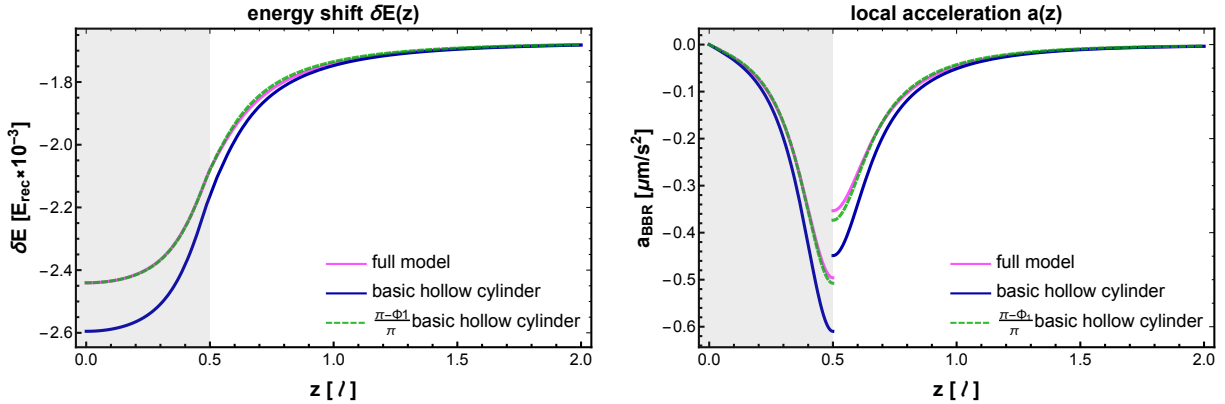 energy shift δE(z)
δE [E_rec×10⁻³]
−1.8
−2.0
−2.2
−2.4
−2.6
full model
basic hollow cylinder
π−Φ1/π basic hollow cylinder
0.0 0.5 1.0 1.5 2.0
z [ l ]
local acceleration a(z)
a_BBR [μm/s²]
0.0
−0.1
−0.2
−0.3
−0.4
−0.5
−0.6
full model
basic hollow cylinder
π−Φ₁/π basic hollow cylinder
0.0 0.5 1.0 1.5 2.0
z [ l ]